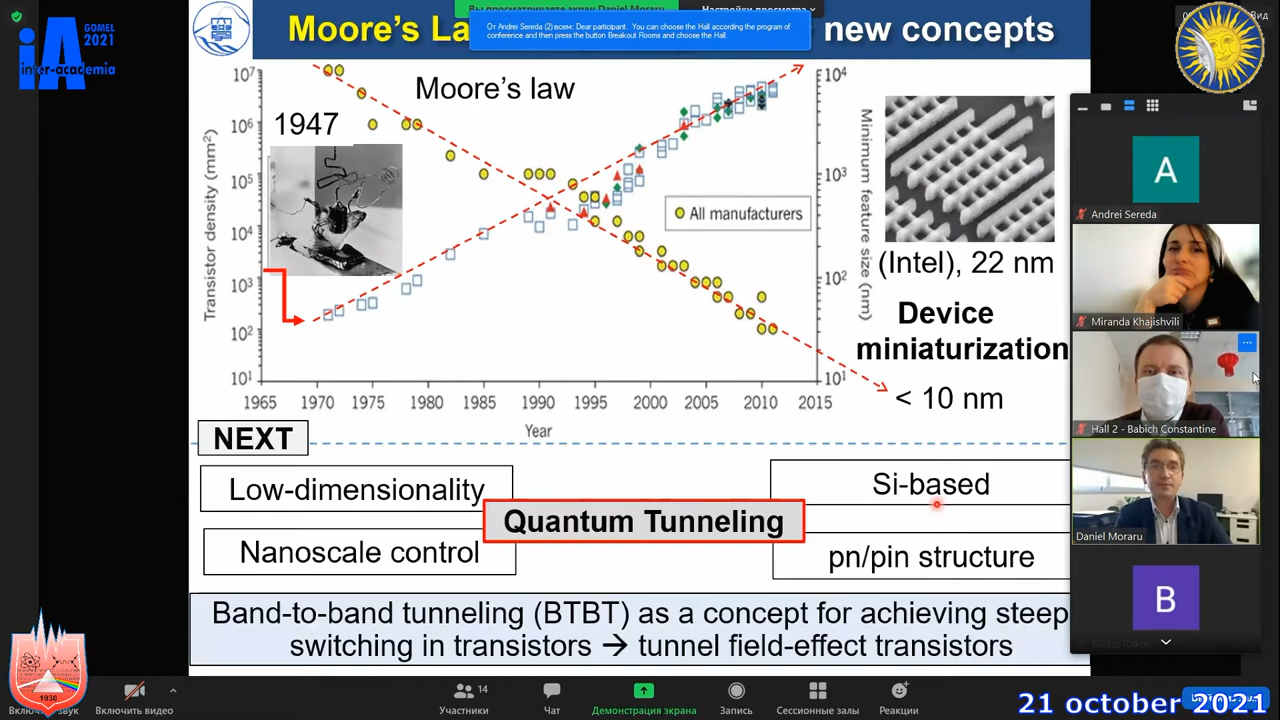 Вы просматриваете экран Daniel Moraru
Настройки просмотра
От Andrei Sereda (2) всем: Dear participant. You can choose the Hall according the program of
conference and then press the button Breakout Rooms and choose the Hall
Вид
iA
GOMEL
2021
inter-academia
Moore's La
new concepts
Moore's law
1947
10⁷
10⁶
10⁵
10⁴
10³
10²
10¹
Transistor density (mm²)
10⁴
10³
10²
10¹
Minimum feature size (nm)
All manufacturers
1965 1970 1975 1980 1985 1990 1995 2000 2005 2010 2015
Year
(Intel), 22 nm
Device
miniaturization
< 10 nm
NEXT
Low-dimensionality
Si-based
Quantum Tunneling
Nanoscale control
pn/pin structure
Band-to-band tunneling (BTBT) as a concept for achieving steep
switching in transistors → tunnel field-effect transistors
A
Andrei Sereda
Miranda Khajishvili
Hall 2 - Babich Constantine
Daniel Moraru
B
1930
Включить видео
Участники
14
Чат
Демонстрация экрана
Запись
Сессионные залы
Реакции
21 october 2021